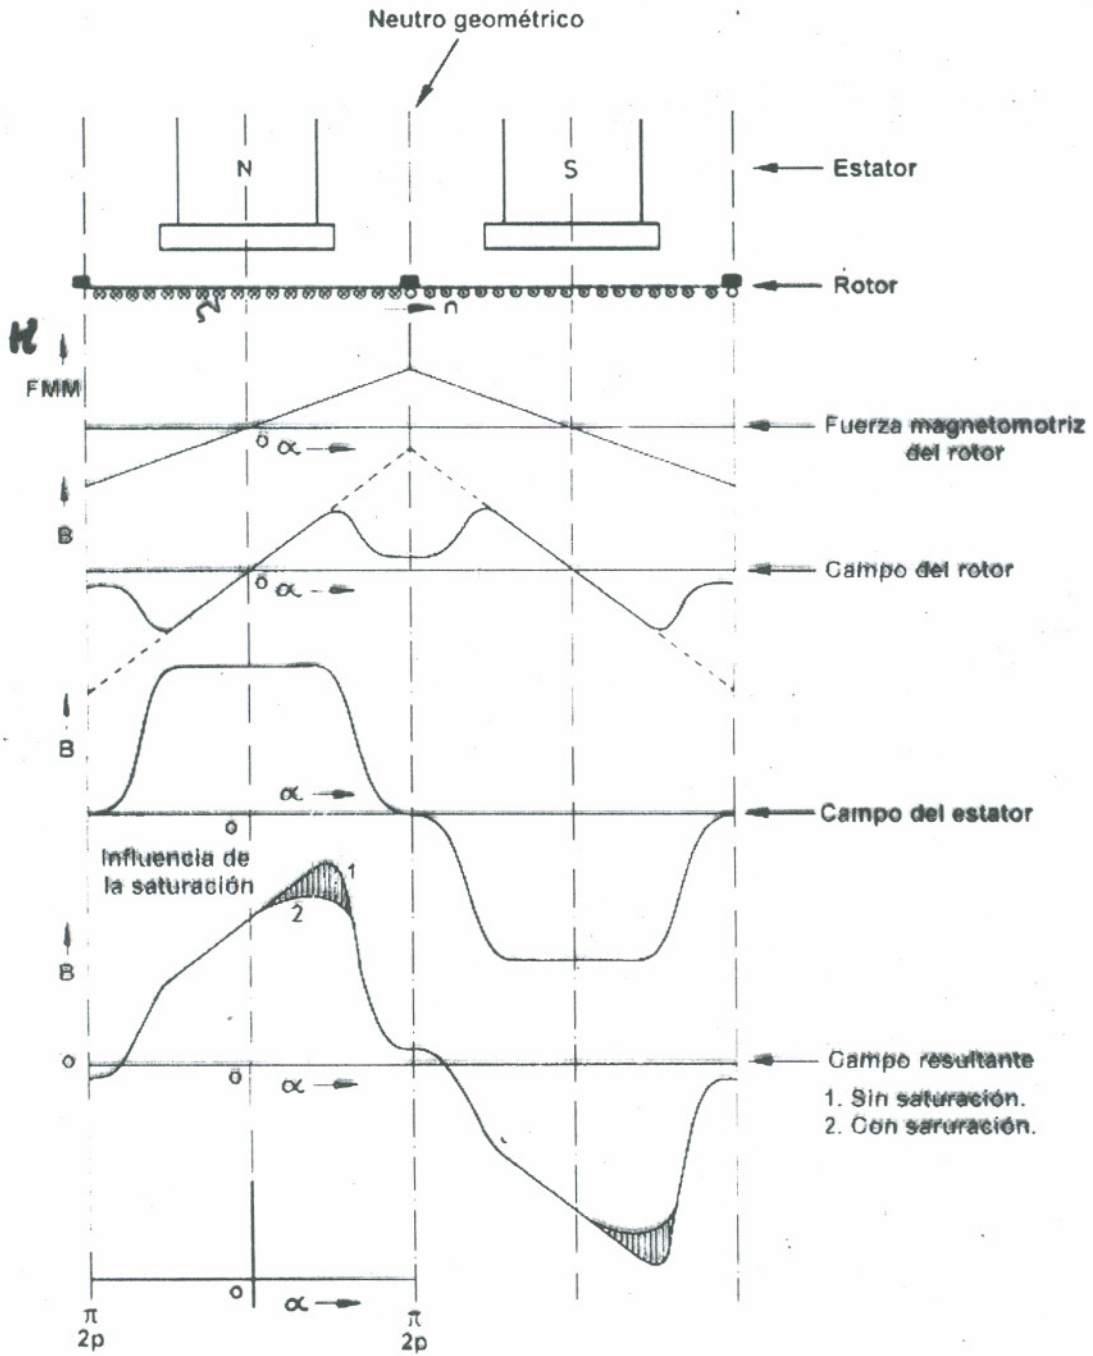 Neutro geométrico
N
S
Estator
Rotor
n
FMM
Fuerza magnetomotriz
del rotor
o α
B
Campo del rotor
o α
B
α
o
Campo del estator
Influencia de
la saturación
1
2
B
o
o α
Campo resultante
1. Sin saturación.
2. Con saruración.
o α
π
2p
π
2p